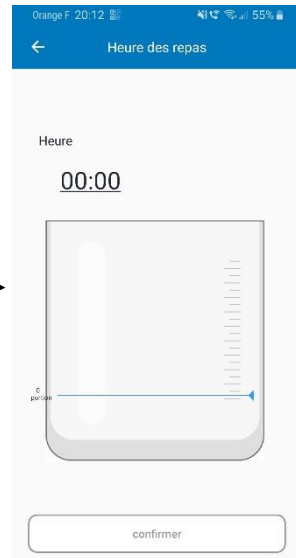 Orange F 20:12 55%
Heure des repas
Heure
00:00
0
portion
confirmer